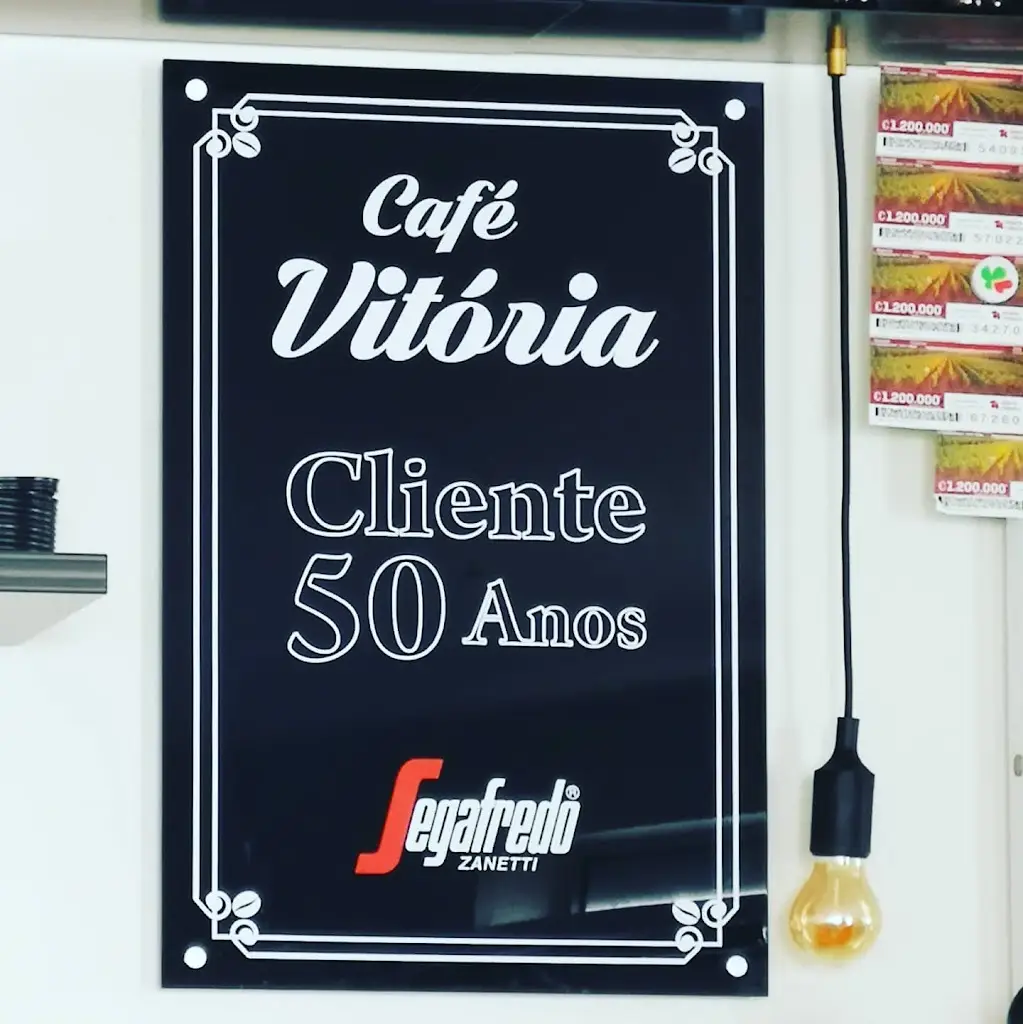 Café
Vitória
Cliente
50 Anos
Segafredo®
ZANETTI
€1.200.000
€1.200.000
€1.200.000
€1.200.000
€1.200.000